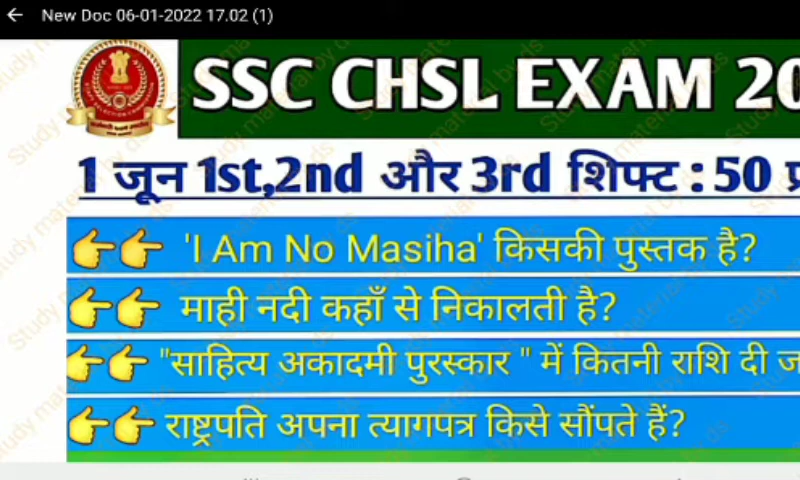 New Doc 06-01-2022 17.02 (1)
SSC CHSL EXAM 20
1 जून 1st,2nd और 3rd शिफ्ट : 50 प्र
'I Am No Masiha' किसकी पुस्तक है?
माही नदी कहाँ से निकालती है?
"साहित्य अकादमी पुरस्कार " में कितनी राशि दी ज
राष्ट्रपति अपना त्यागपत्र किसे सौंपते हैं?